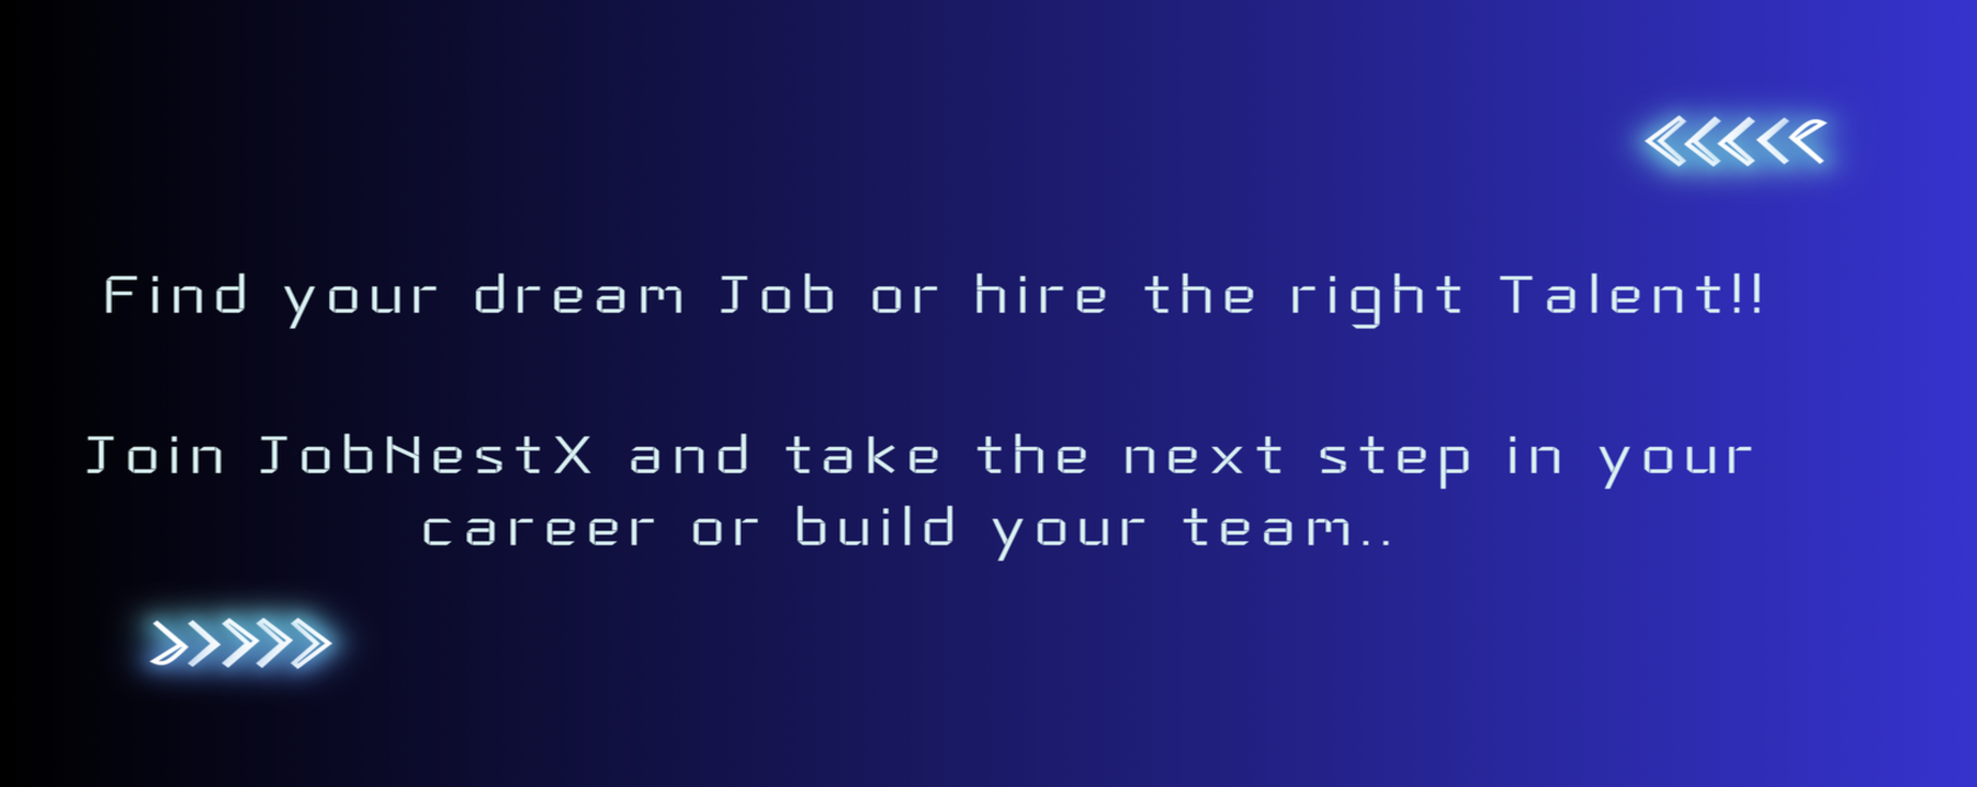 Find your dream Job or hire the right Talent!!
Join JobNestX and take the next step in your
career or build your team..